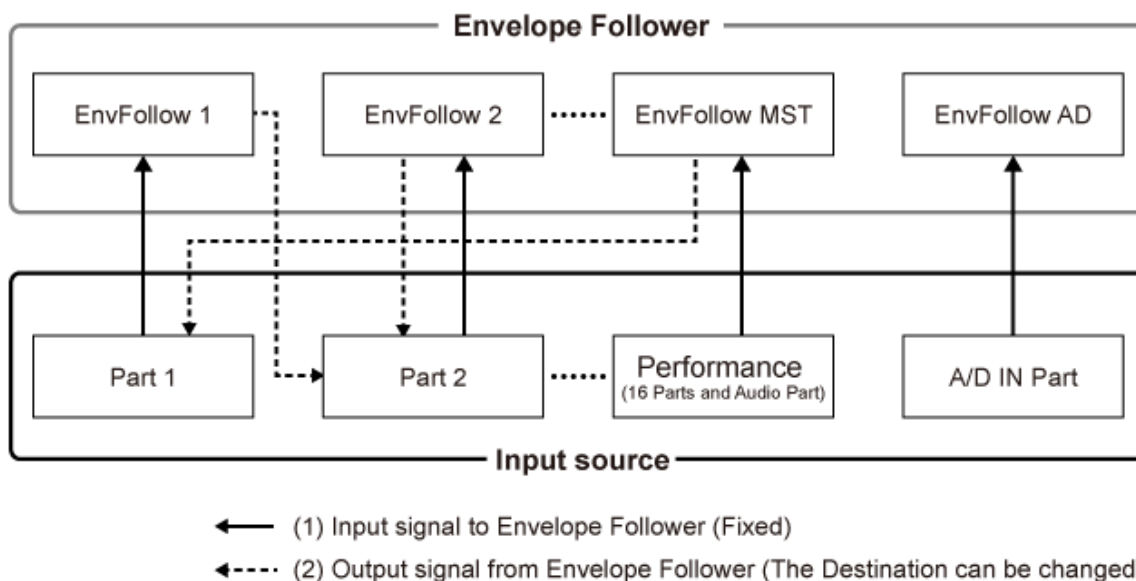 Envelope Follower
EnvFollow 1
EnvFollow 2
EnvFollow MST
EnvFollow AD
Part 1
Part 2
Performance
(16 Parts and Audio Part)
A/D IN Part
Input source
(1) Input signal to Envelope Follower (Fixed)
(2) Output signal from Envelope Follower (The Destination can be changed